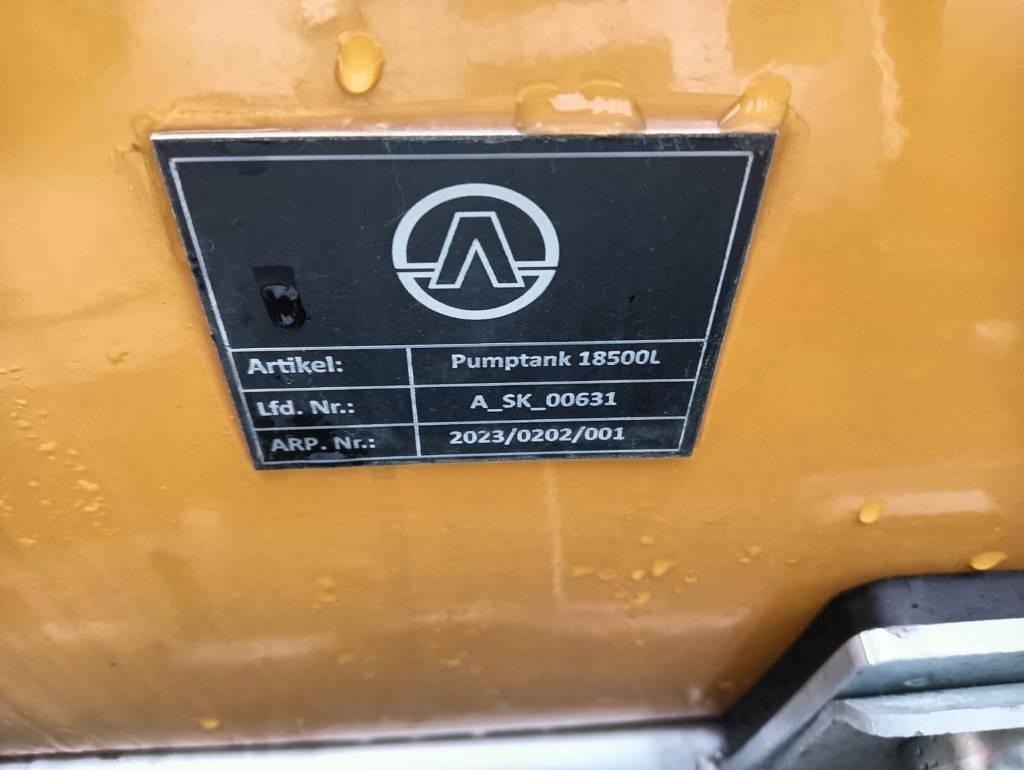 Artikel: Pumptank 18500L
Lfd. Nr.: A_SK_00631
ARP. Nr.: 2023/0202/001